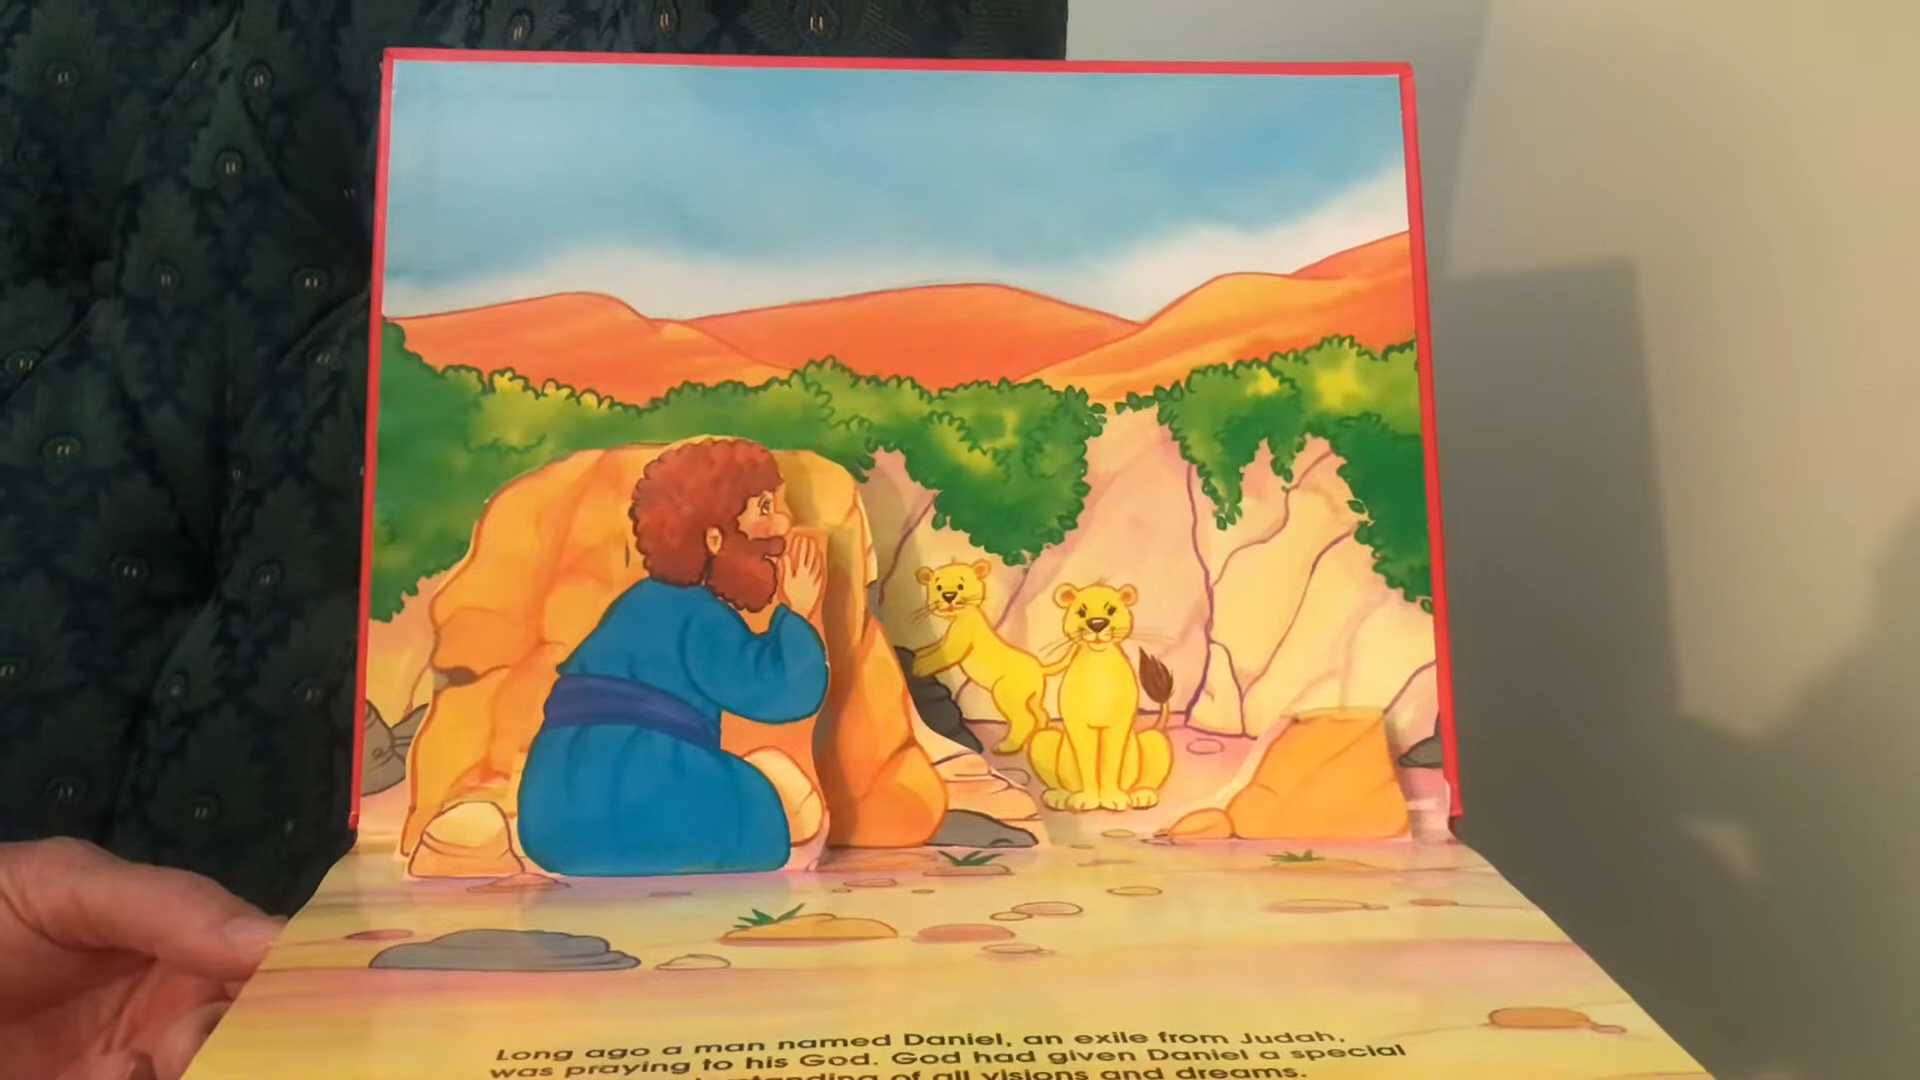 Long ago a man named Daniel, an exile from Judah,
was praying to his God. God had given Daniel a special
of all visions and dreams.